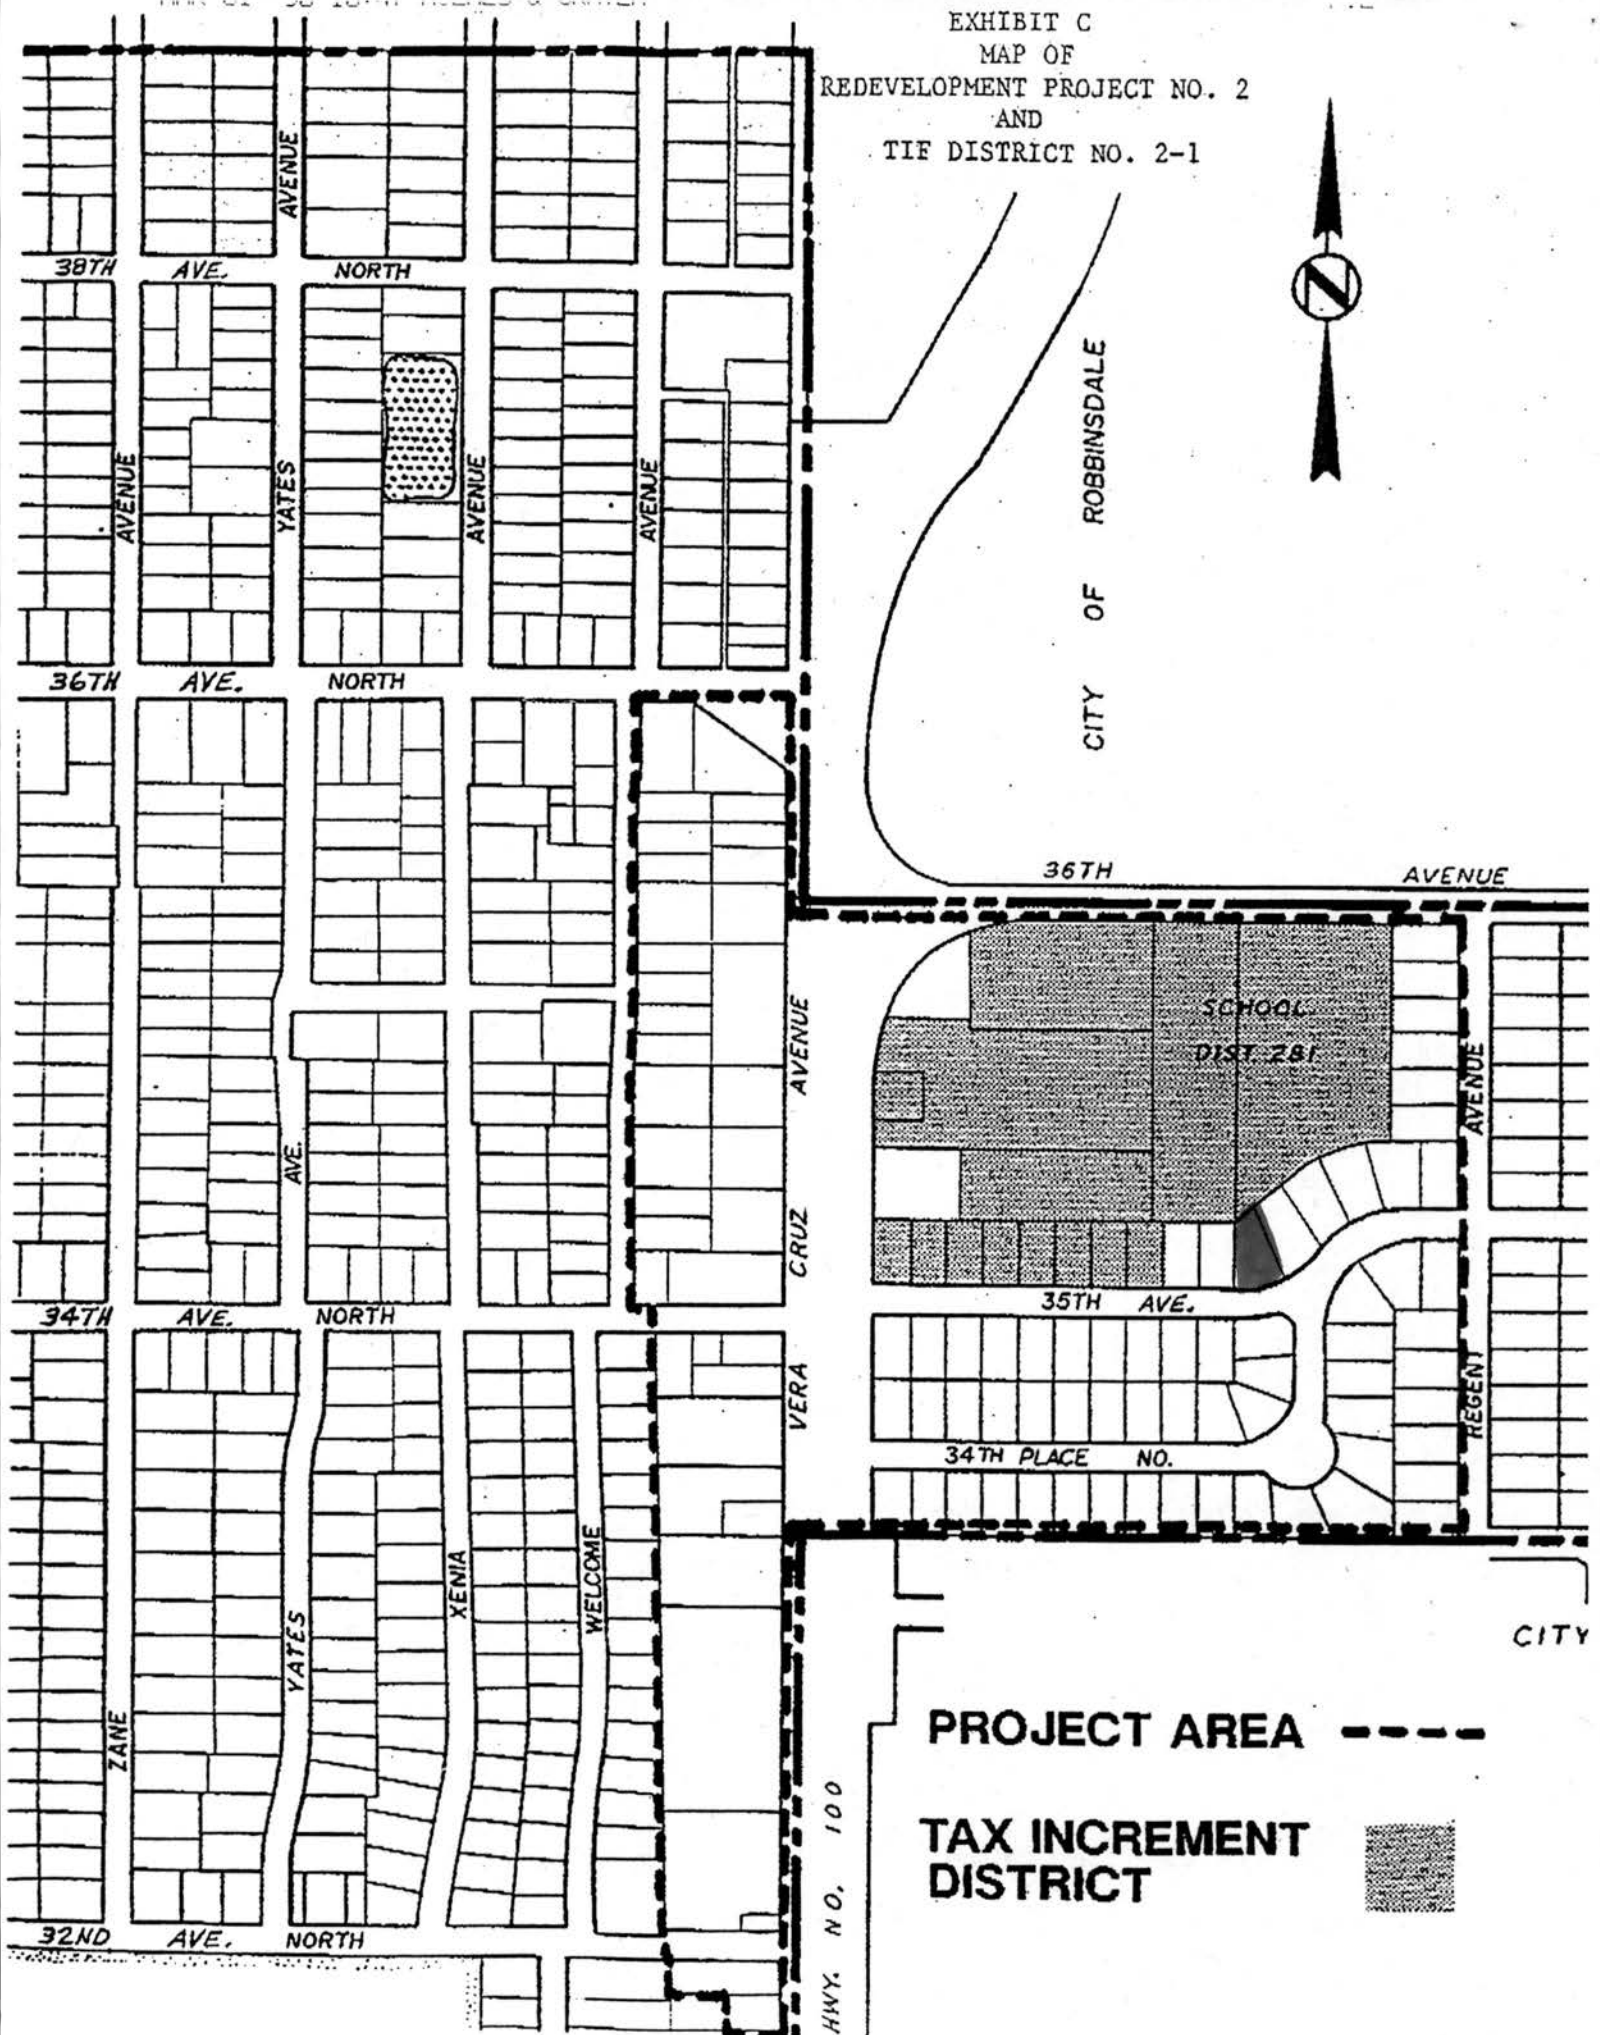 EXHIBIT C
MAP OF
REDEVELOPMENT PROJECT NO. 2
AND
TIF DISTRICT NO. 2-1
AVENUE
38TH AVE. NORTH
N
CITY OF ROBBINSDALE
AVENUE
YATES
AVENUE
AVENUE
36TH AVE. NORTH
36TH AVENUE
SCHOOL
DIST. 281
AVENUE
AVENUE
AVE.
CRUZ
35TH AVE.
34TH AVE. NORTH
VERA
REGENT
34TH PLACE NO.
XENIA
WELCOME
YATES
ZANE
CITY
PROJECT AREA
HWY. NO. 100
TAX INCREMENT
DISTRICT
32ND AVE. NORTH